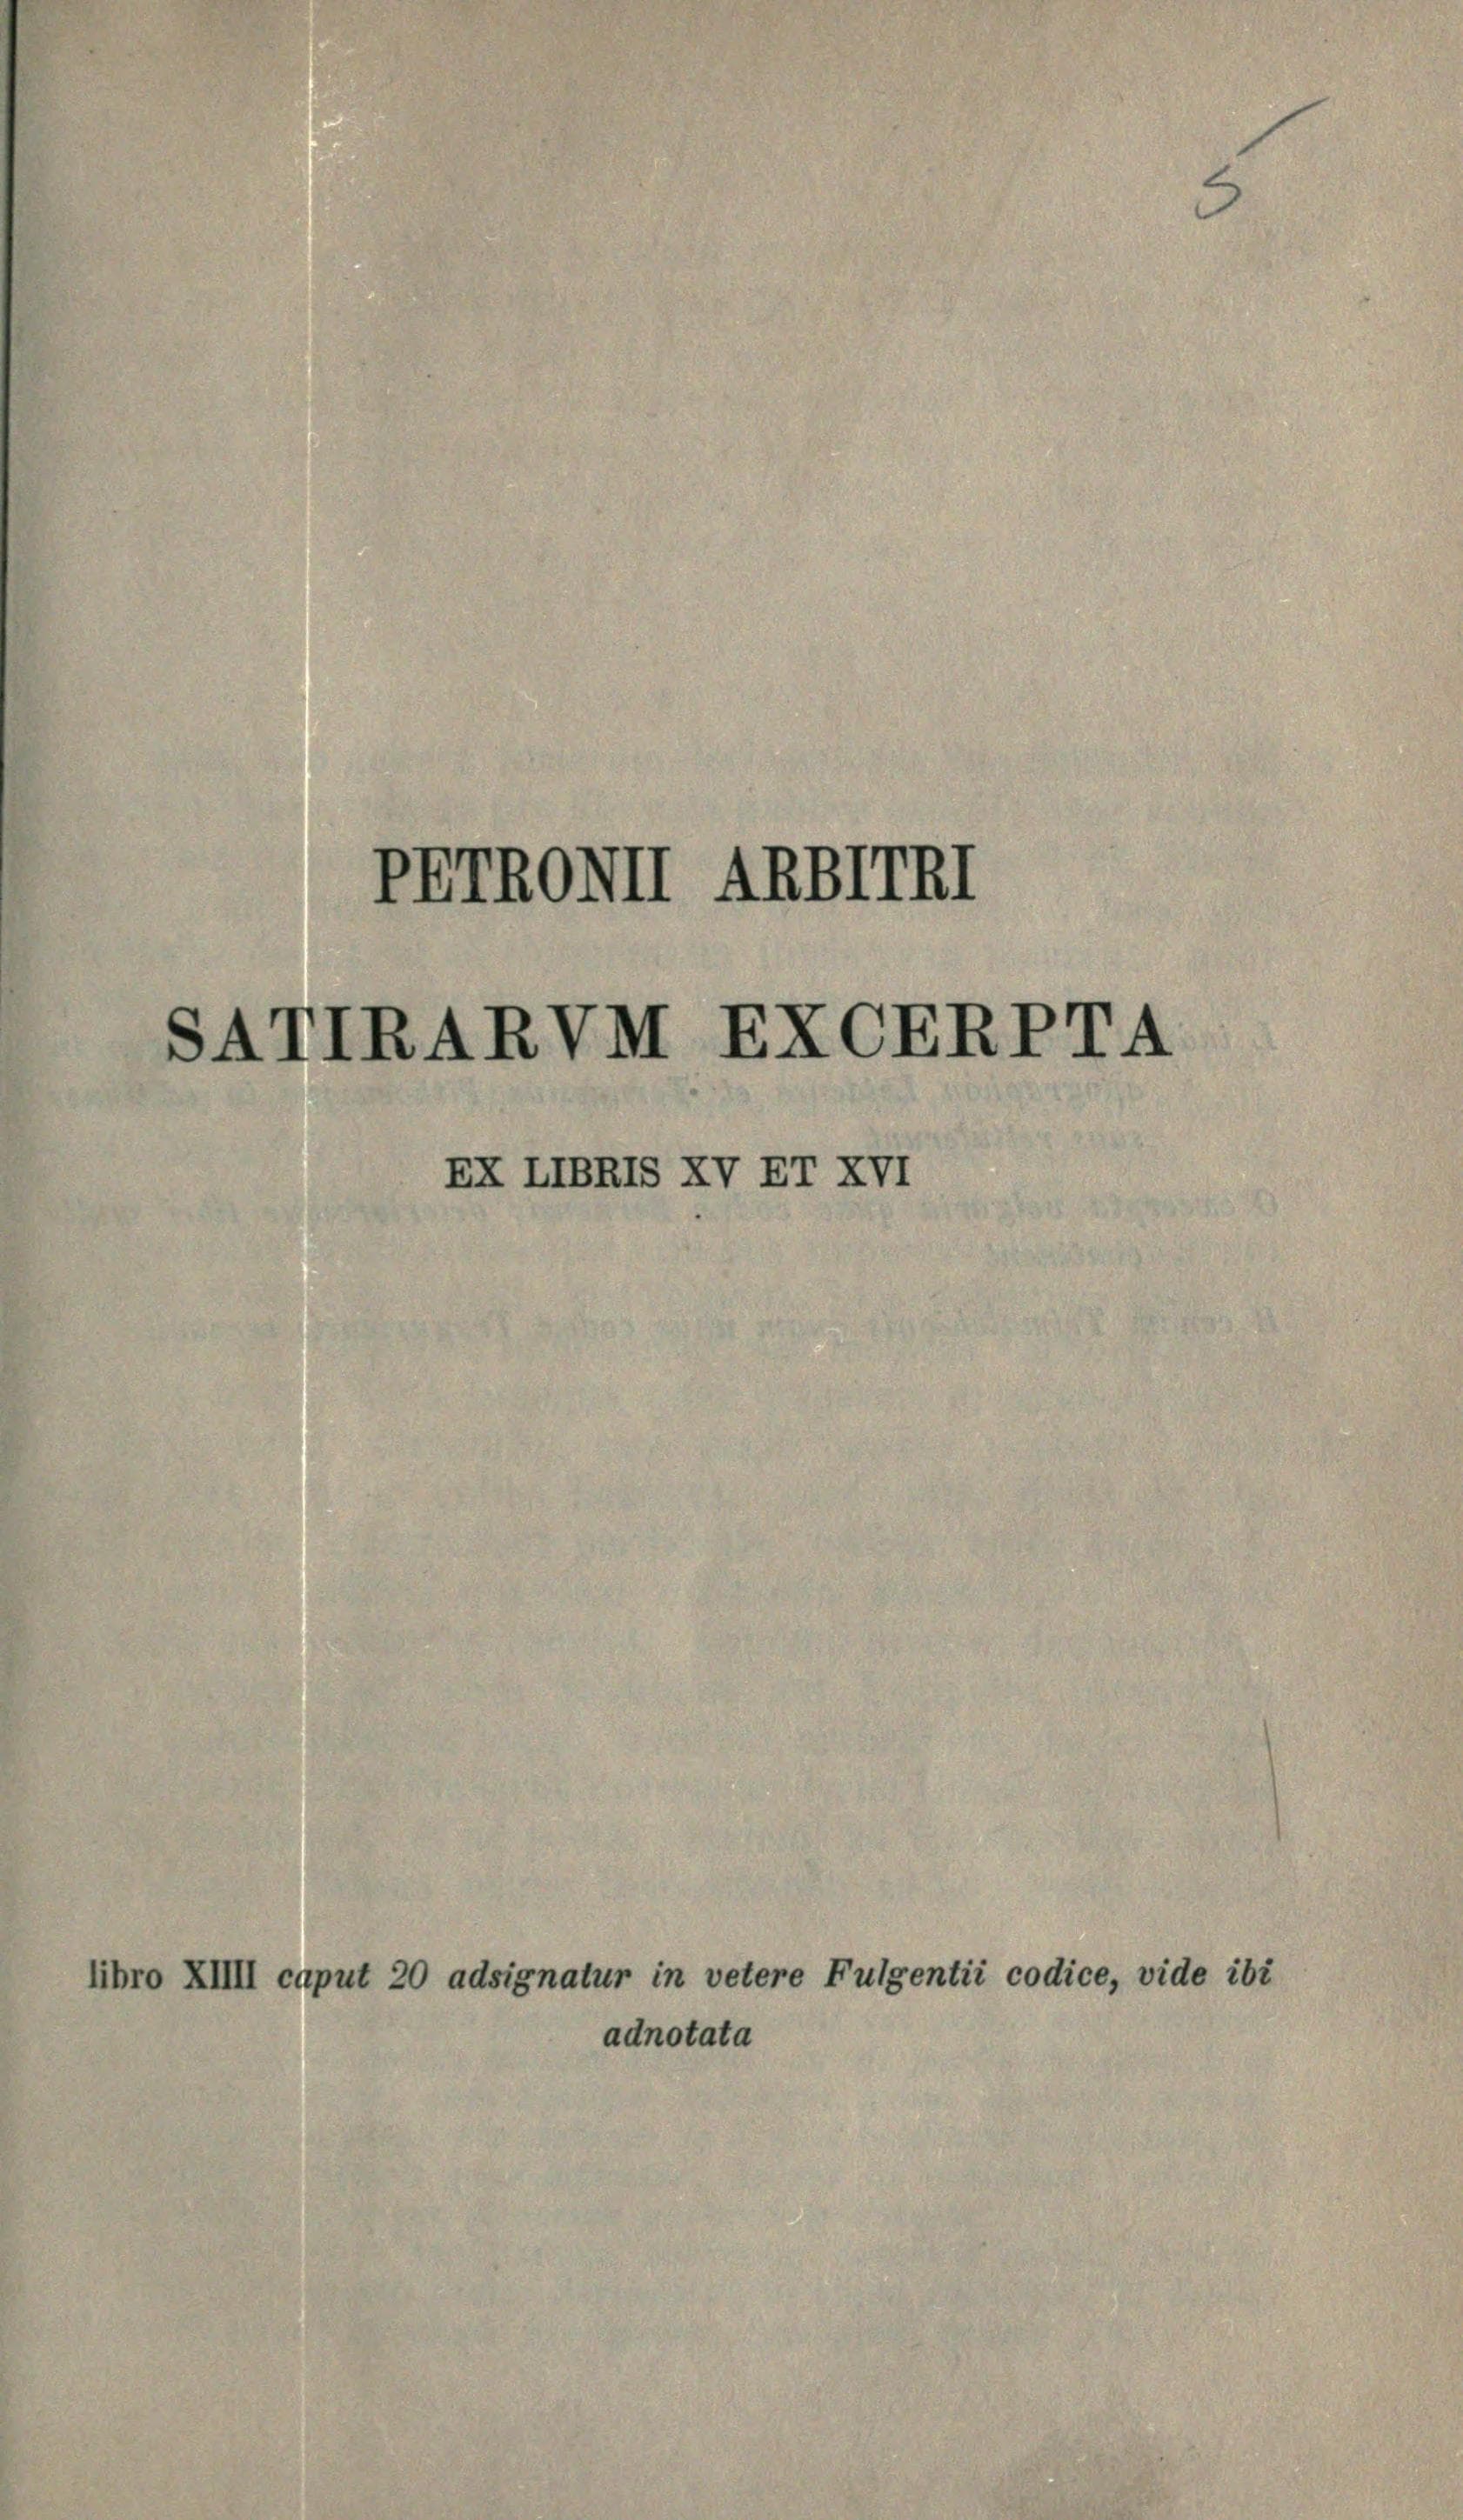 5
PETRONII ARBITRI
SATIRARVM EXCERPTA
EX LIBRIS XV ET XVI
libro XIIII caput 20 adsignatur in vetere Fulgentii codice, vide ibi
adnotata